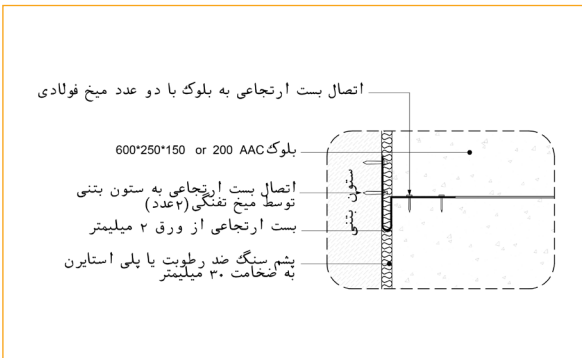 اتصال بست ارتجاعی به بلوک با دو عدد میخ فولادی
بلوک 600*250*150 or 200 AAC
اتصال بست ارتجاعی به ستون بتنی
توسط میخ تفنگی(۲عدد)
بست ارتجاعی از ورق ۲ میلیمتر
پشم سنگ ضد رطوبت یا پلی استایرن
به ضخامت ۳۰ میلیمتر
ستون بتنی